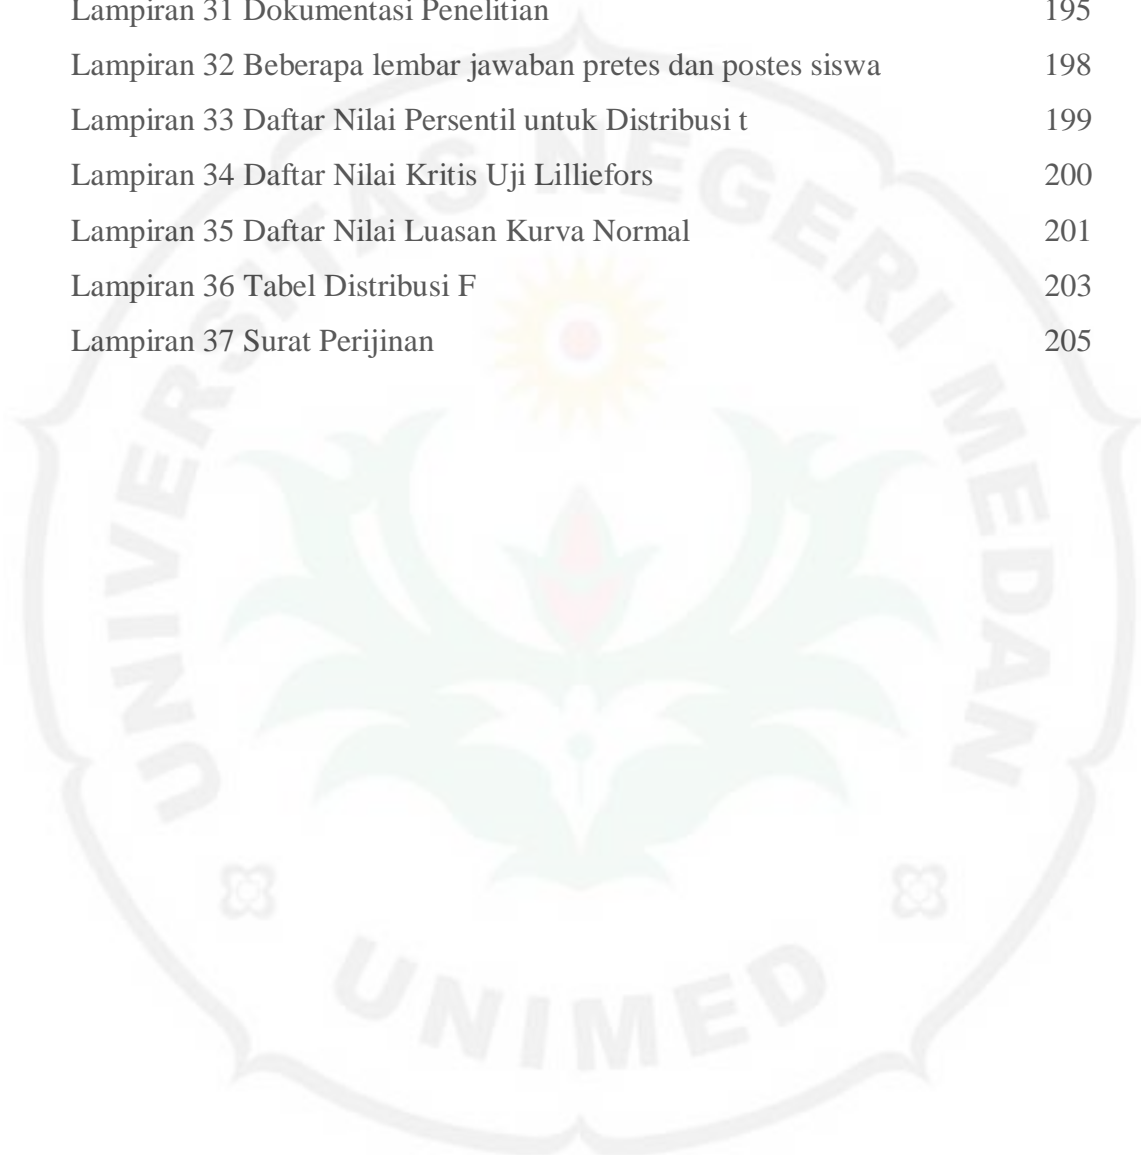 Lampiran 31 Dokumentasi Penelitian 195
Lampiran 32 Beberapa lembar jawaban pretes dan postes siswa 198
Lampiran 33 Daftar Nilai Persentil untuk Distribusi t 199
Lampiran 34 Daftar Nilai Kritis Uji Lilliefors 200
Lampiran 35 Daftar Nilai Luasan Kurva Normal 201
Lampiran 36 Tabel Distribusi F 203
Lampiran 37 Surat Perijinan 205
UNIVERSITAS NEGERI MEDAN
UNIMED